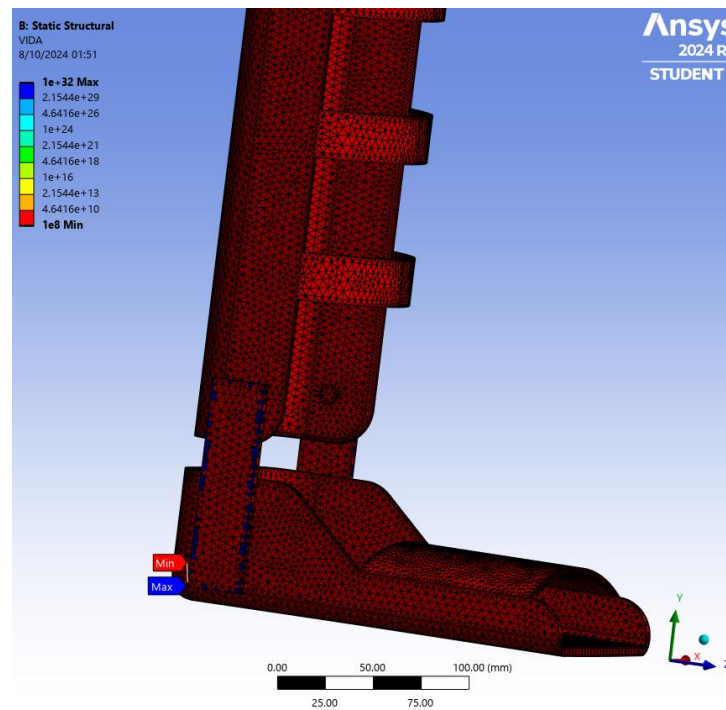 B: Static Structural
VIDA
8/10/2024 01:51
1e+32 Max
2.1544e+29
4.6416e+26
1e+24
2.1544e+21
4.6416e+18
1e+16
2.1544e+13
4.6416e+10
1e8 Min
Ansys
2024 R
STUDENT
Min
Max
0.00 50.00 100.00 (mm)
25.00 75.00
Y
X
Z